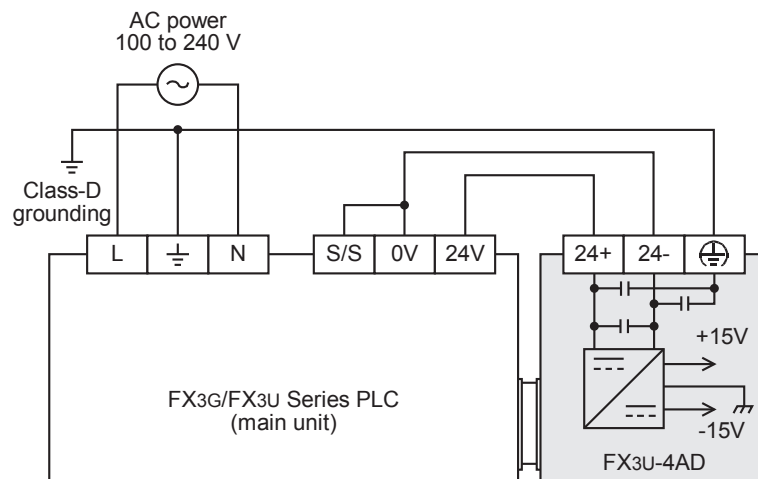 AC power
100 to 240 V
Class-D
grounding
L
N
S/S
0V
24V
24+
24-
+15V
-15V
FX3G/FX3U Series PLC
(main unit)
FX3U-4AD